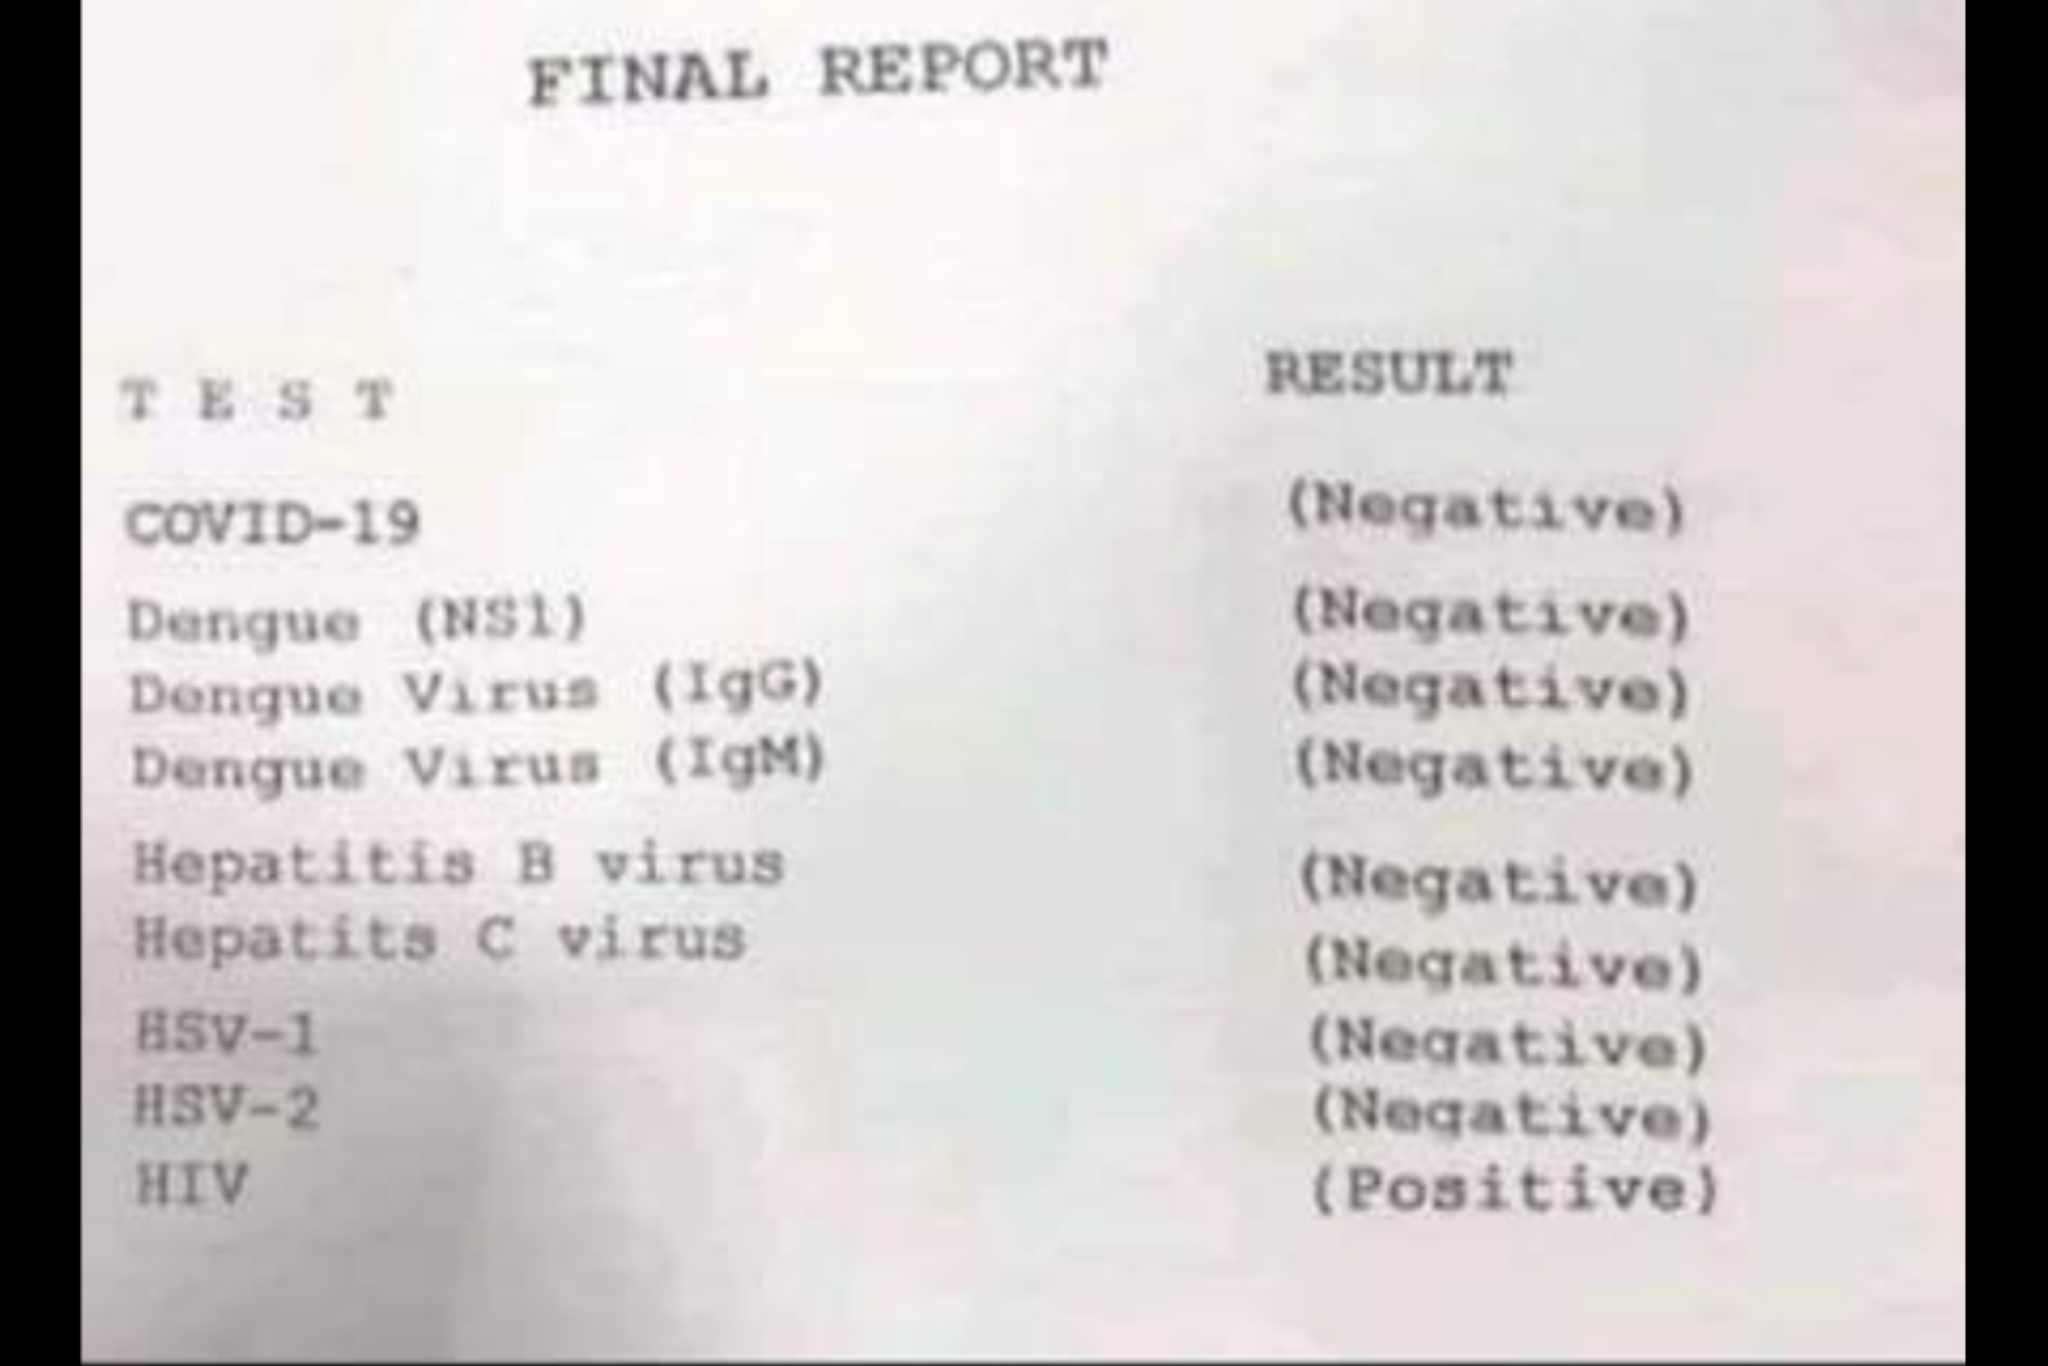 FINAL REPORT
T E S T RESULT
COVID-19 (Negative)
Dengue (NS1) (Negative)
Dengue Virus (IgG) (Negative)
Dengue Virus (IgM) (Negative)
Hepatitis B virus (Negative)
Hepatits C virus (Negative)
HSV-1 (Negative)
HSV-2 (Negative)
HIV (Positive)